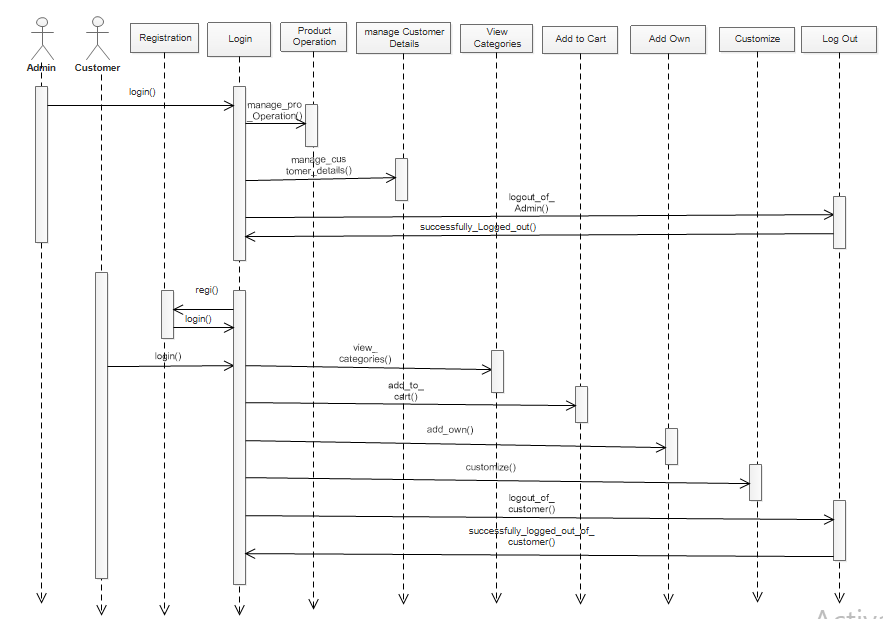 Admin
Customer
Registration
Login
Product
Operation
manage Customer
Details
View
Categories
Add to Cart
Add Own
Customize
Log Out
login()
manage_pro
_Operation()
manage_cus
tomer_details()
logout_of_
Admin()
successfully_Logged_out()
regi()
login()
login()
view_
categories()
add_to_
cart()
add_own()
customize()
logout_of_
customer()
successfully_logged_out_of_
customer()